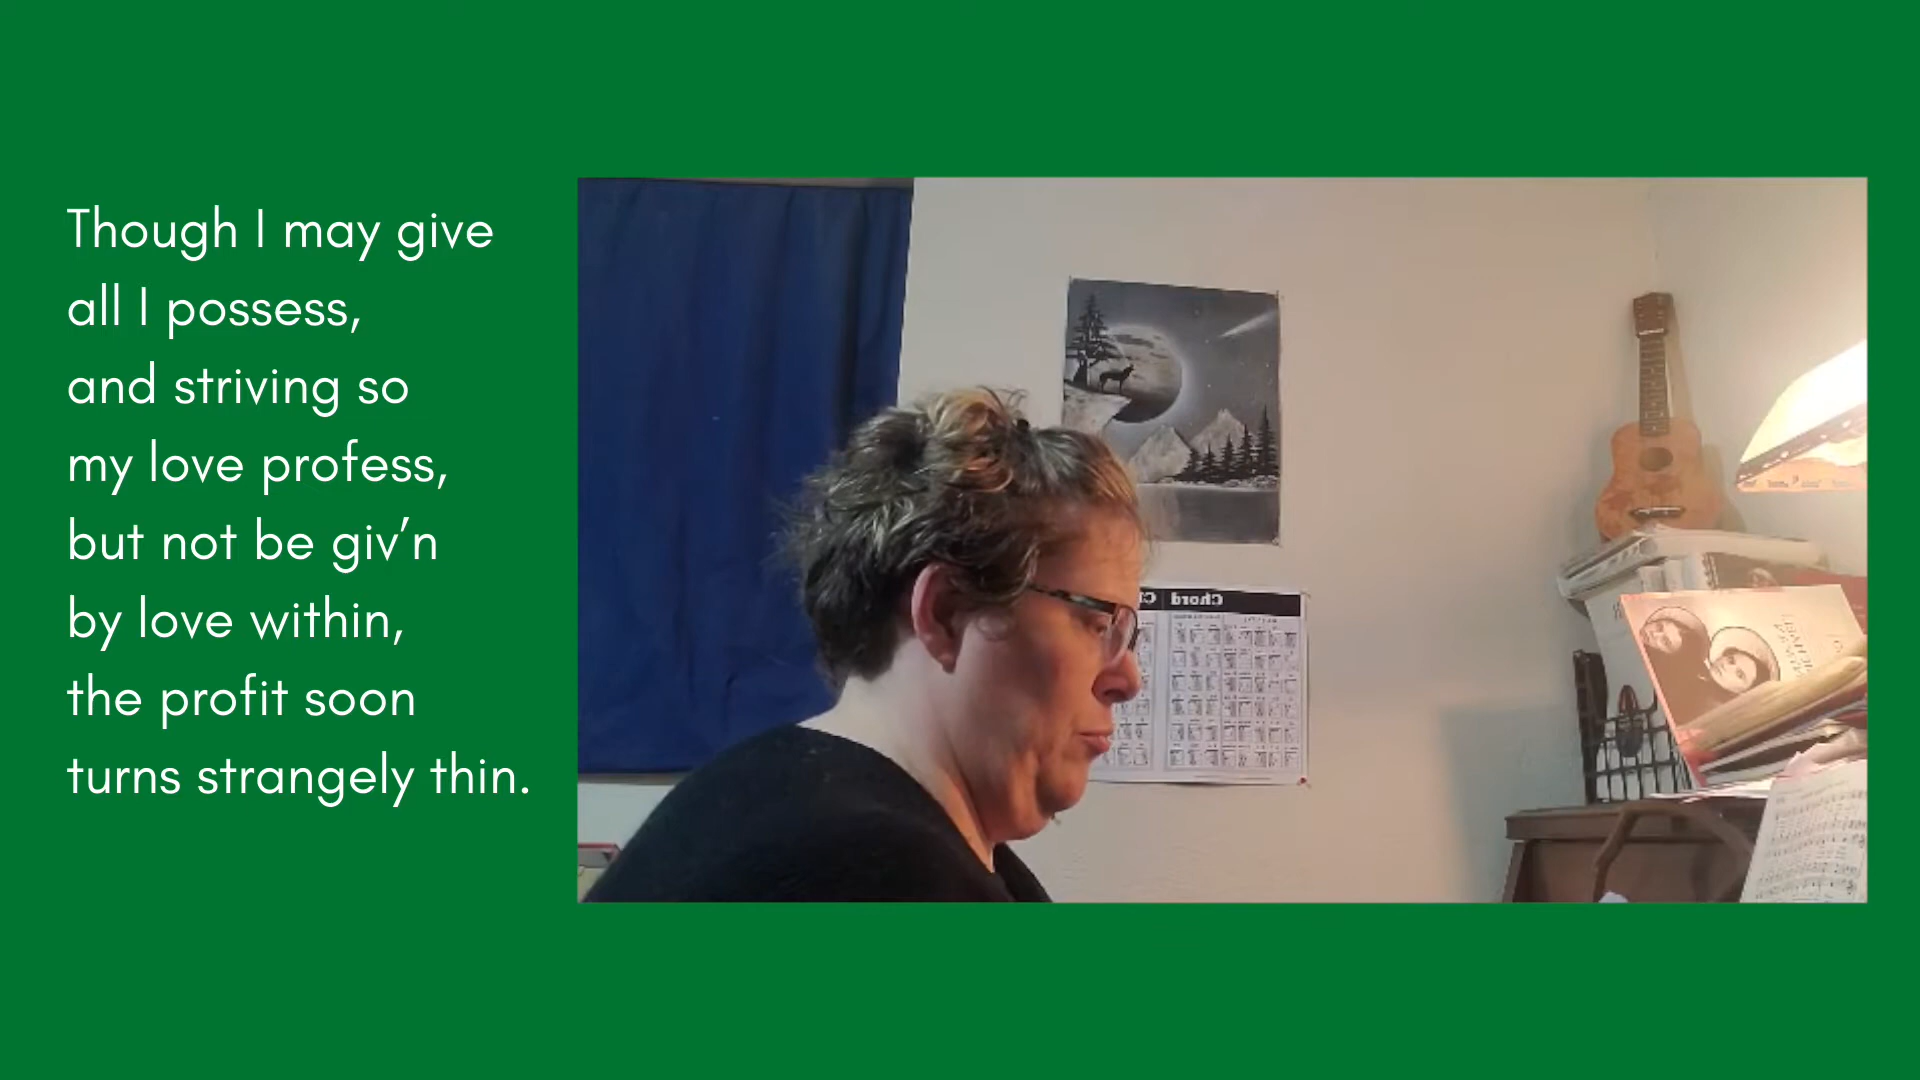 Though I may give
all I possess,
and striving so
my love profess,
but not be giv’n
by love within,
the profit soon
turns strangely thin.
Chord